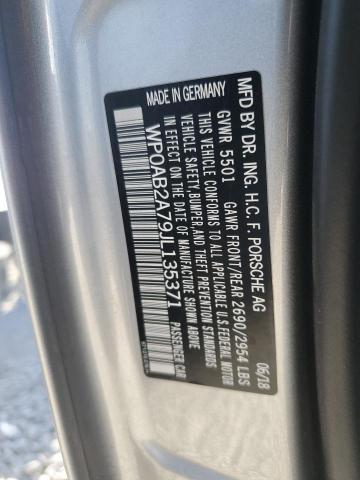 MFD BY DR. ING. H.C. F. PORSCHE AG 06/18
GVWR 5501 GAWR FRONT/REAR 2690/2954 LBS
THIS VEHICLE CONFORMS TO ALL APPLICABLE U.S. FEDERAL MOTOR
VEHICLE SAFETY, BUMPER, AND THEFT PREVENTION STANDARDS
IN EFFECT ON THE DATE OF MANUFACTURE SHOWN ABOVE
WP0AB2A79JL135371 PASSENGER CAR
MADE IN GERMANY